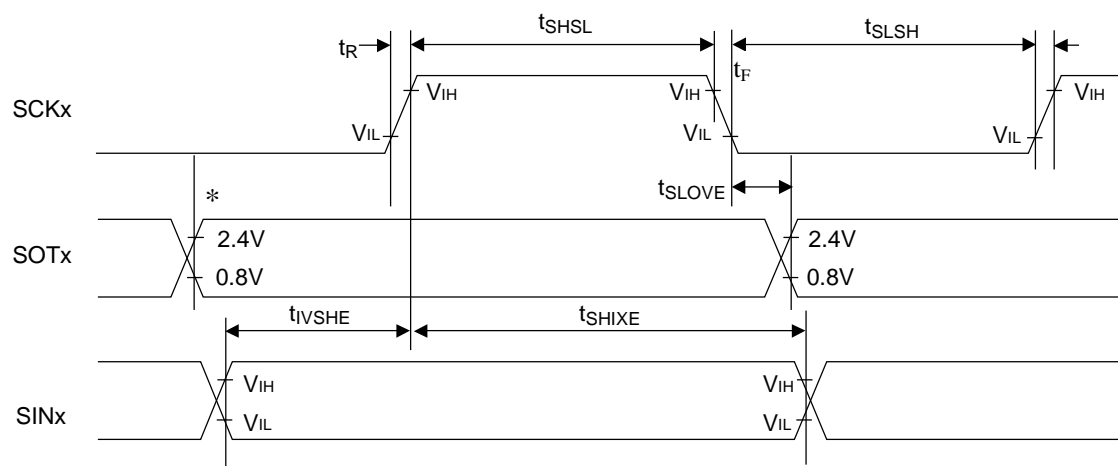 tSHSL
tSLSH
tR
tF
SCKx
VIH
VIH
VIH
VIL
VIL
VIL
tSLOVE
*
SOTx
2.4V
2.4V
0.8V
0.8V
tIVSHE
tSHIXE
SINx
VIH
VIH
VIL
VIL